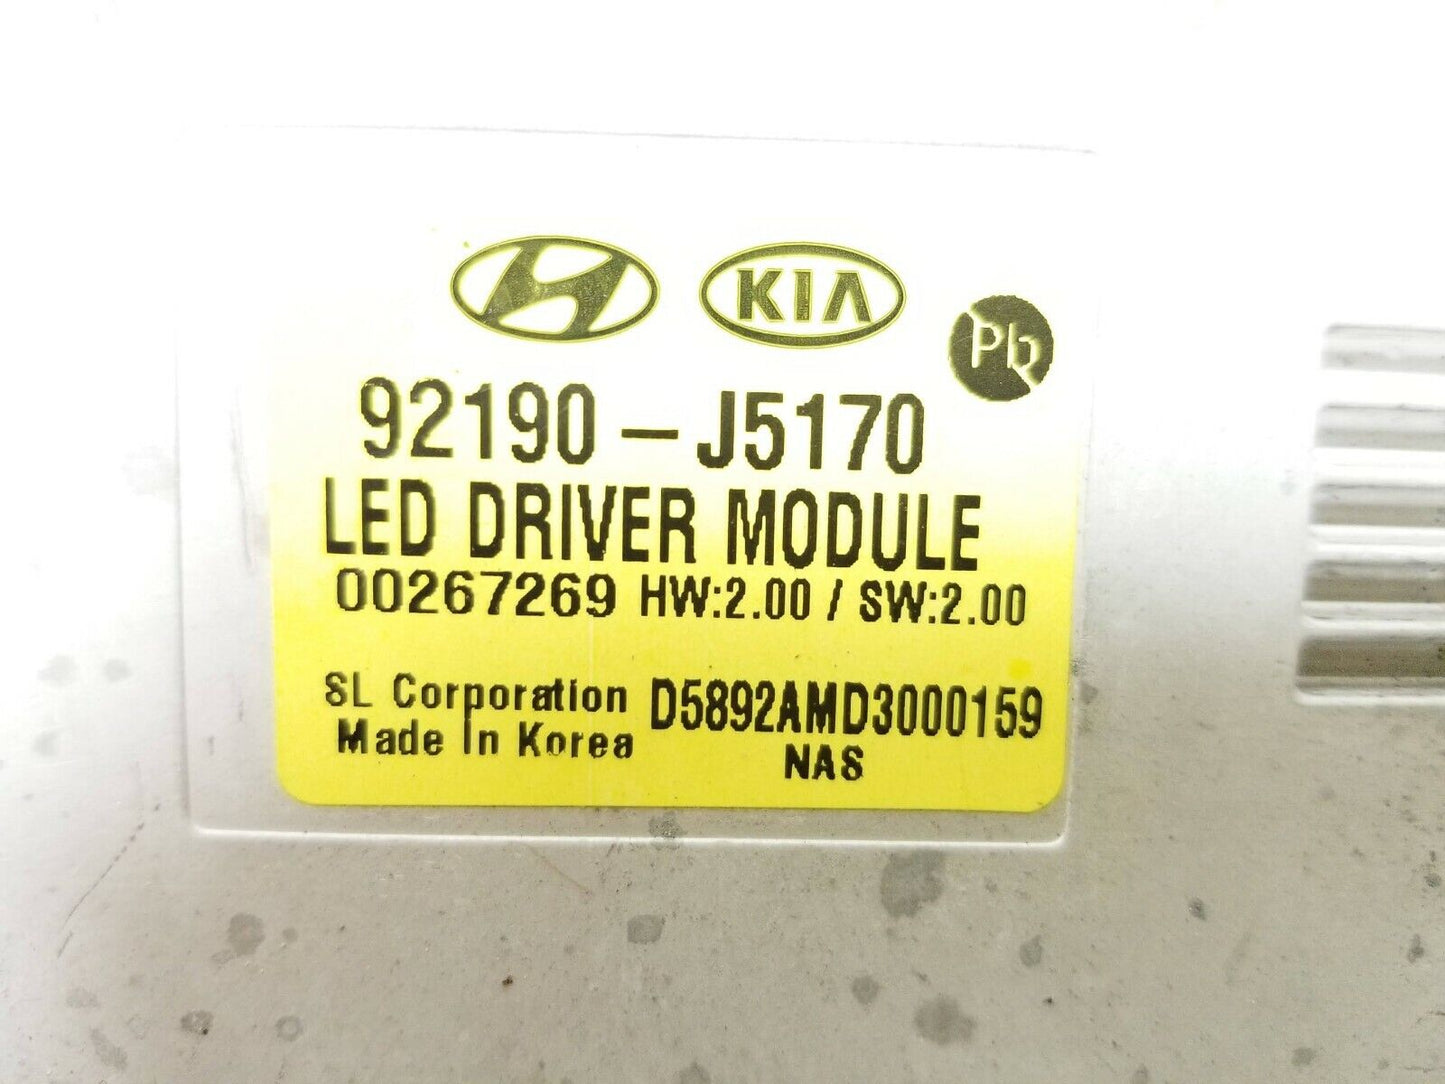 KIA
Pb
92190-J5170
LED DRIVER MODULE
00267269 HW:2.00 / SW:2.00
SL Corporation D5892AMD3000159
Made In Korea NAS